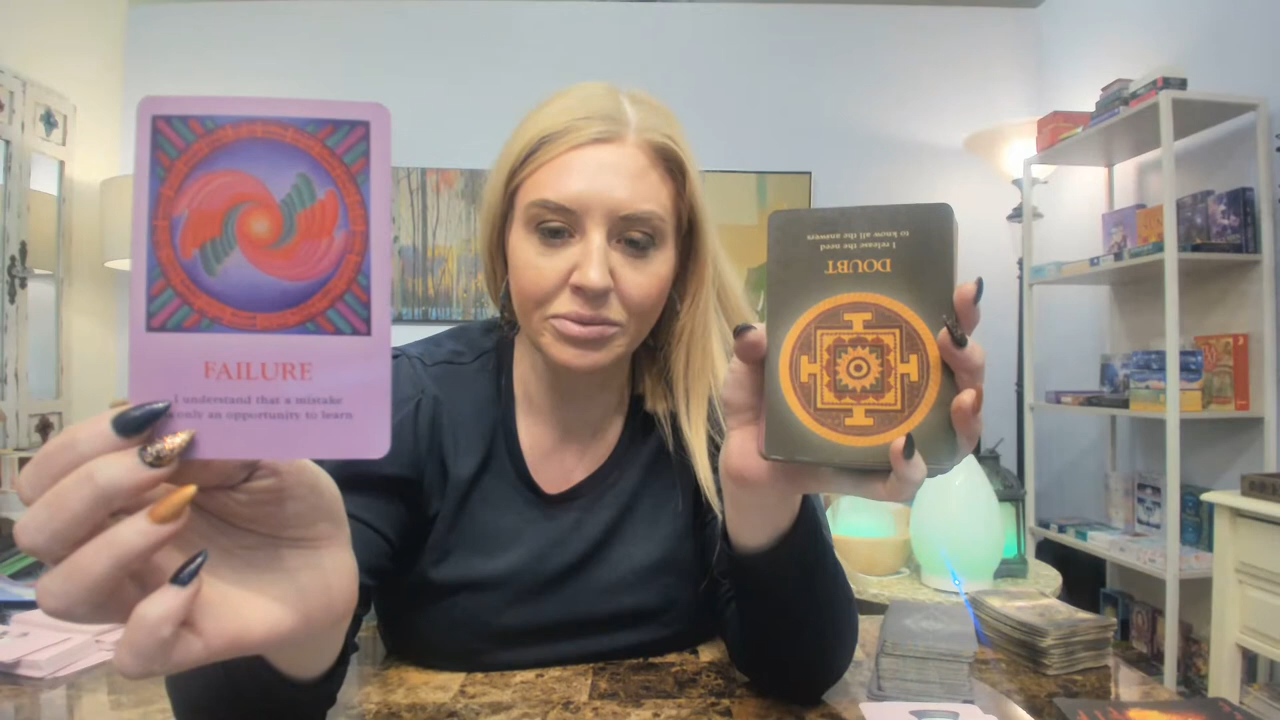 FAILURE
I understand that a mistake
only an opportunity to learn
DOUBT
I release the need
to know all the answers